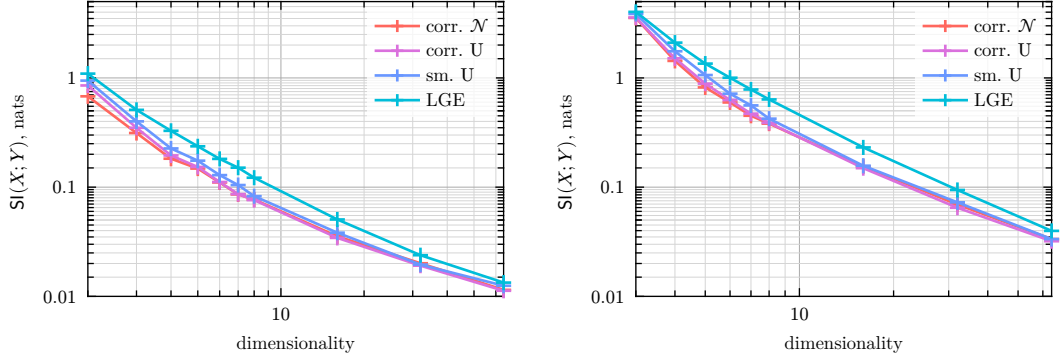 SI(X; Y), nats
1
0.1
0.01
10
dimensionality
corr. 𝒩
corr. U
sm. U
LGE
SI(X; Y), nats
1
0.1
0.01
10
dimensionality
corr. 𝒩
corr. U
sm. U
LGE